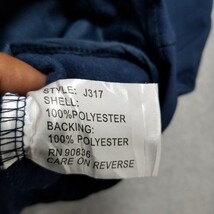 STYLE: J317
SHELL:
100%POLYESTER
BACKING:
100% POLYESTER
RN 90836
CARE ON REVERSE